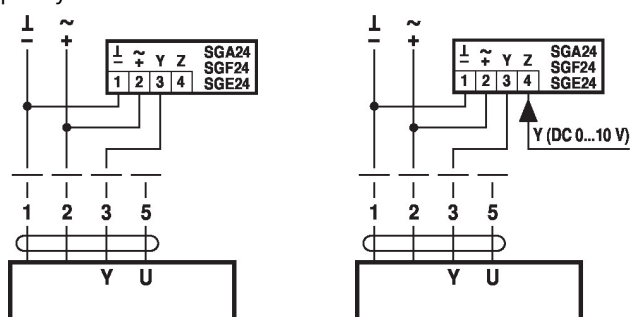 ⊥ ~
− +
⊥ ~ Y Z
− +
1 2 3 4
SGA24
SGF24
SGE24
1 2 3 5
Y U
⊥ ~
− +
⊥ ~ Y Z
− +
1 2 3 4
SGA24
SGF24
SGE24
Y (DC 0...10 V)
1 2 3 5
Y U